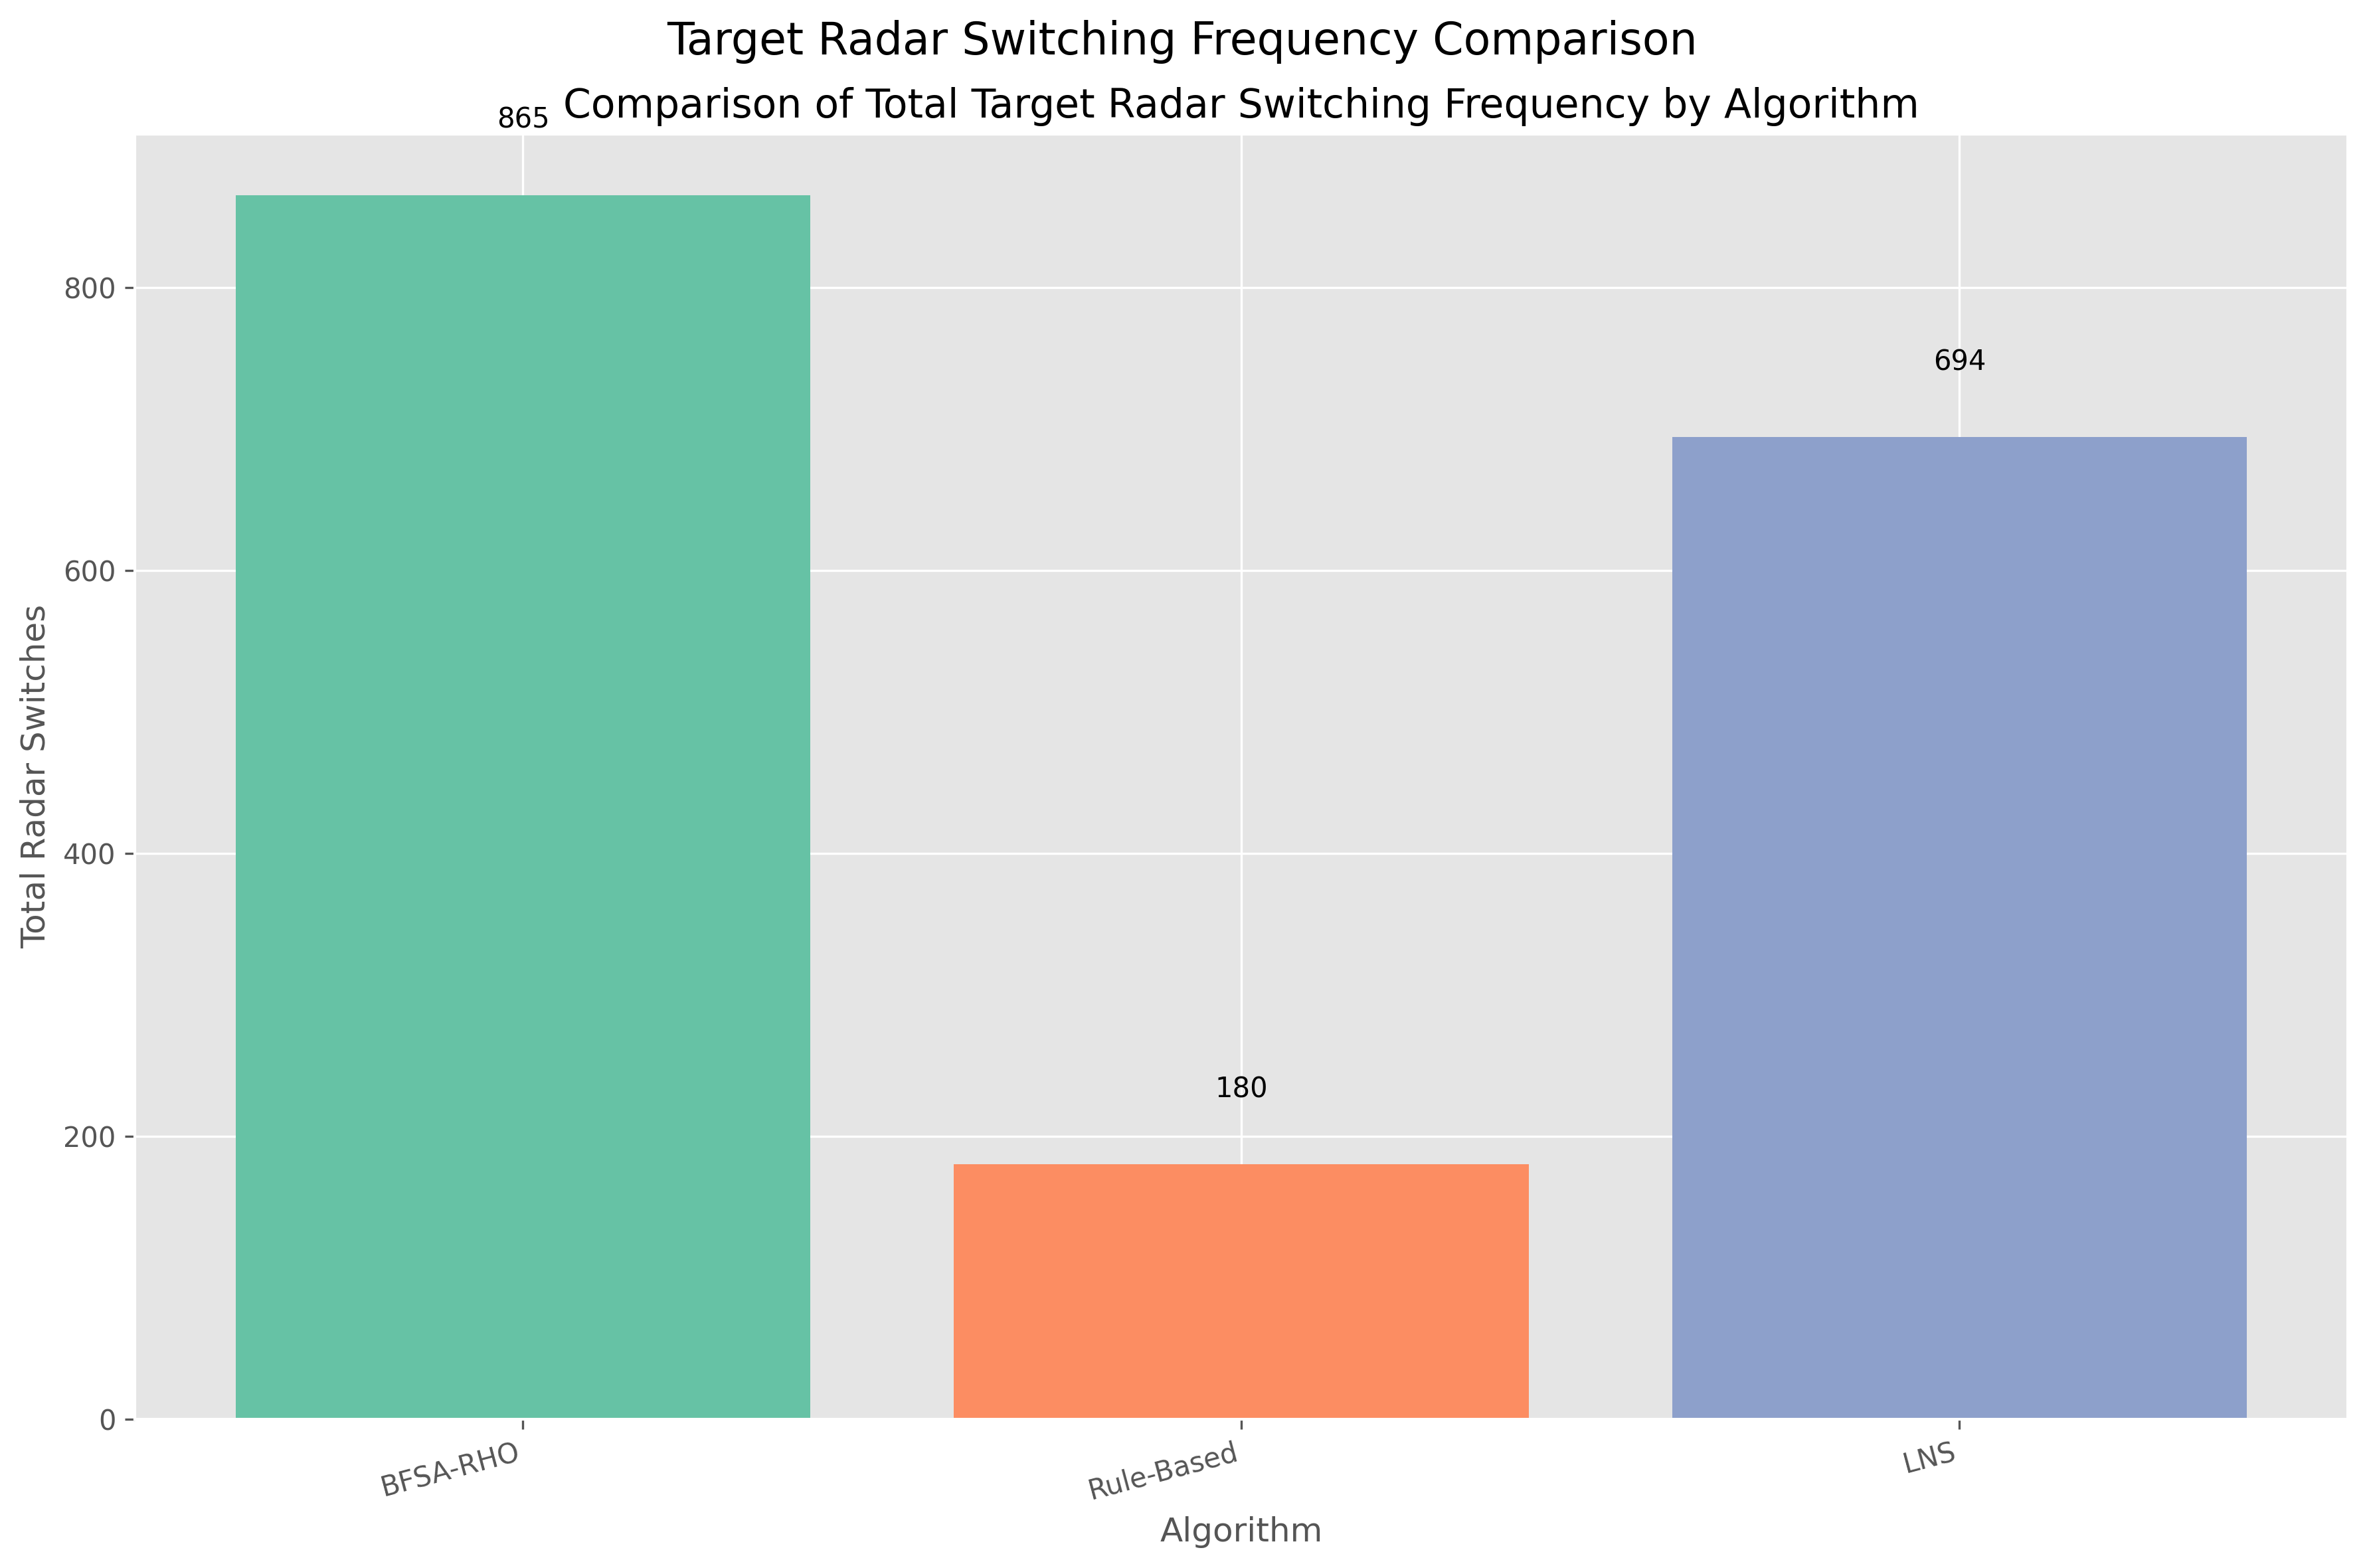 Target Radar Switching Frequency Comparison
Comparison of Total Target Radar Switching Frequency by Algorithm
865
800
694
600
Total Radar Switches
400
180
200
0
BFSA-RHO
Rule-Based
LNS
Algorithm